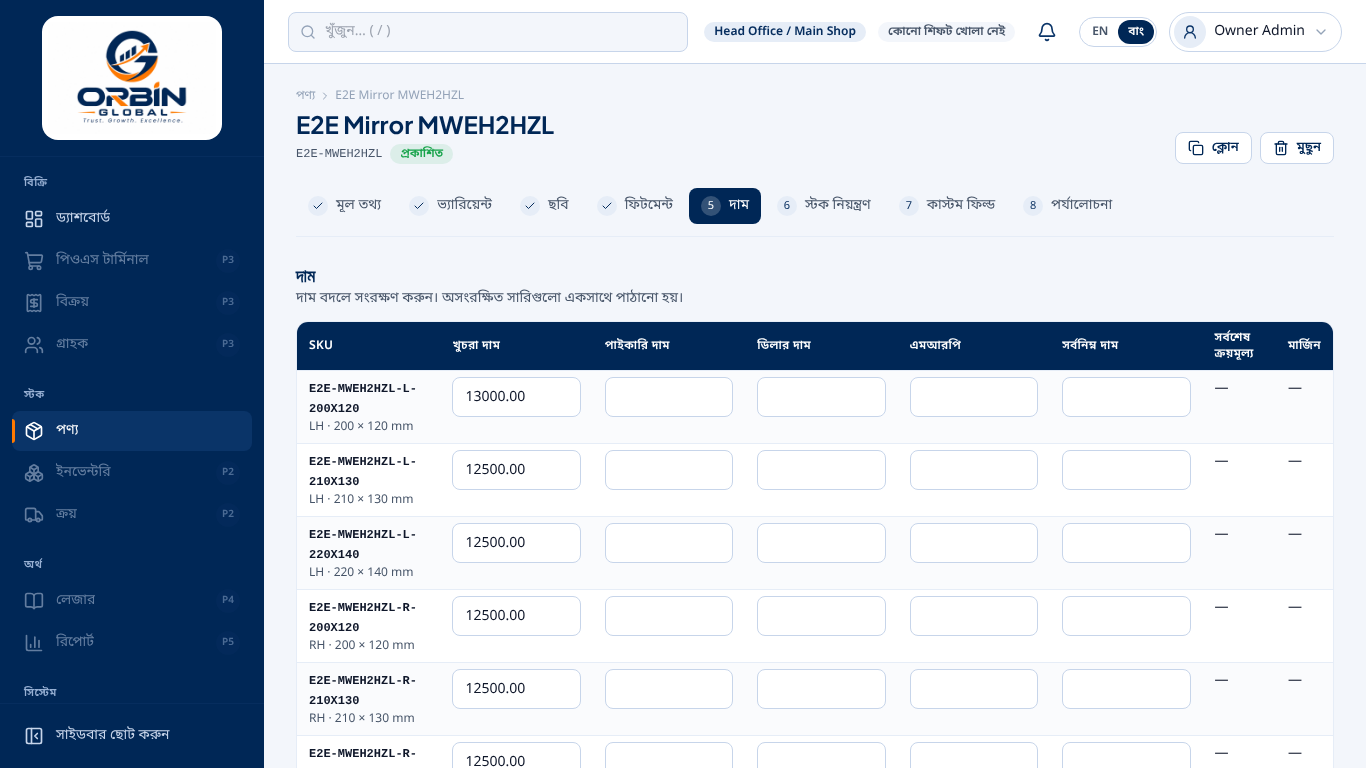 ORBIN
GLOBAL
Trust. Growth. Excellence.
বিক্রি
ড্যাশবোর্ড
পিওএস টার্মিনাল P3
বিক্রয় P3
গ্রাহক P3
স্টক
পণ্য
ইনভেন্টরি P2
ক্রয় P2
অর্থ
লেজার P4
রিপোর্ট P5
সিস্টেম
সাইডবার ছোট করুন
খুঁজুন... ( / )
Head Office / Main Shop
কোনো শিফট খোলা নেই
EN বাং
Owner Admin
পণ্য > E2E Mirror MWEH2HZL
E2E Mirror MWEH2HZL
E2E-MWEH2HZL প্রকাশিত
ক্লোন
মুছুন
মূল তথ্য
ভ্যারিয়েন্ট
ছবি
ফিটমেন্ট
5 দাম
6 স্টক নিয়ন্ত্রণ
7 কাস্টম ফিল্ড
8 পর্যালোচনা
দাম
দাম বদলে সংরক্ষণ করুন। অসংরক্ষিত সারিগুলো একসাথে পাঠানো হয়।
SKU খুচরা দাম পাইকারি দাম ডিলার দাম এমআরপি সর্বনিম্ন দাম সর্বশেষ ক্রয়মূল্য মার্জিন
E2E-MWEH2HZL-L-
200X120
LH · 200 × 120 mm
13000.00 — —
E2E-MWEH2HZL-L-
210X130
LH · 210 × 130 mm
12500.00 — —
E2E-MWEH2HZL-L-
220X140
LH · 220 × 140 mm
12500.00 — —
E2E-MWEH2HZL-R-
200X120
RH · 200 × 120 mm
12500.00 — —
E2E-MWEH2HZL-R-
210X130
RH · 210 × 130 mm
12500.00 — —
E2E-MWEH2HZL-R-
12500.00 — —